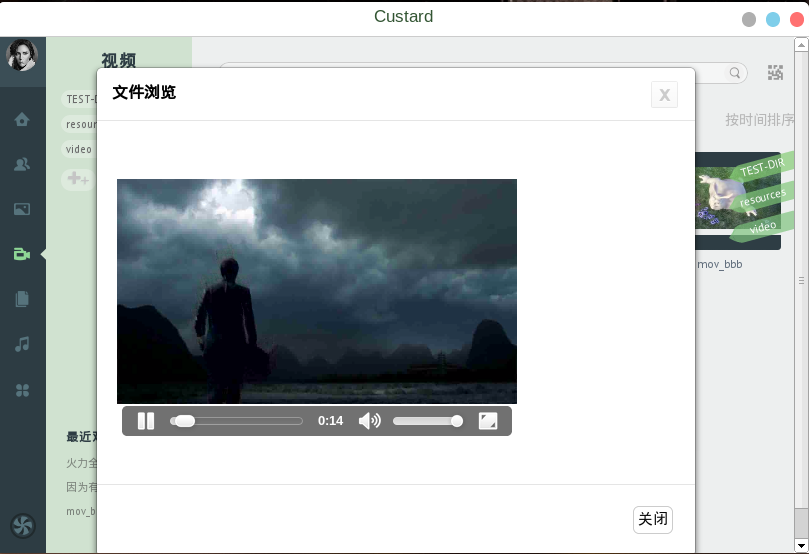 Custard
视频
文件浏览
X
TEST-D
resour
video
按时间排序
TEST-DIR
resources
video
mov_bbb
0:14
最近
火力全
因为有
mov_b
关闭